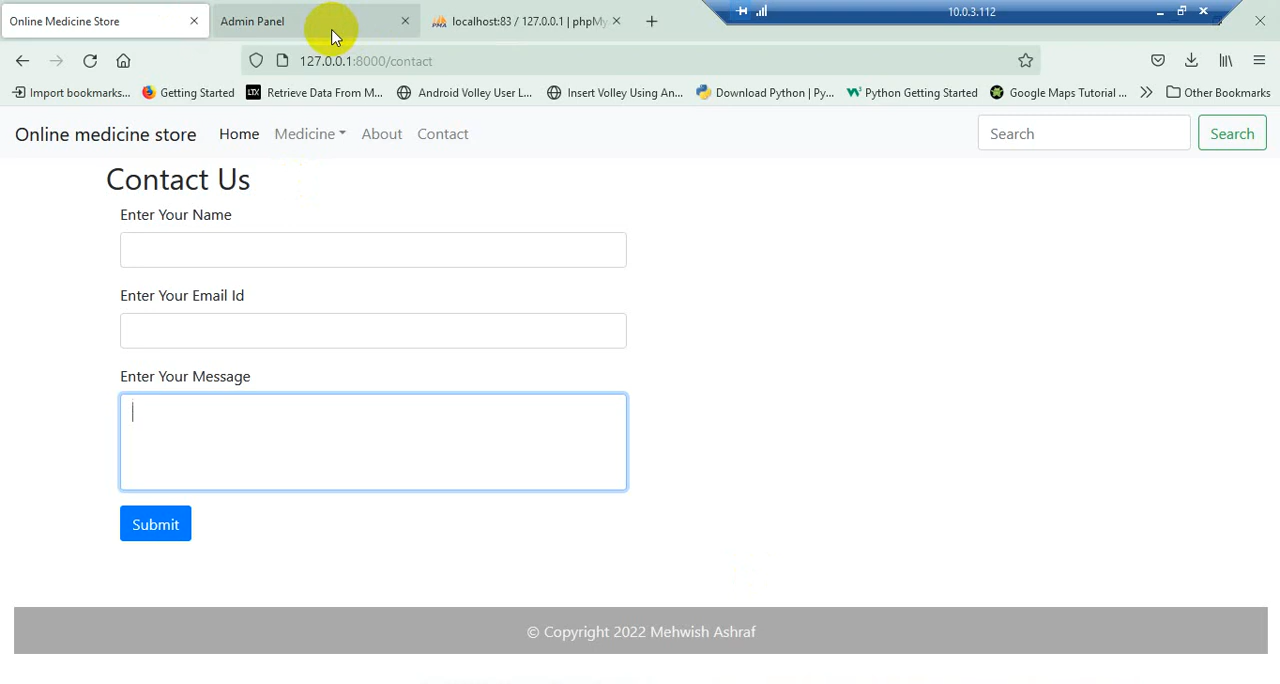 Online Medicine Store
Admin Panel
localhost:83 / 127.0.0.1 | phpMy
10.0.3.112
127.0.0.1:8000/contact
Import bookmarks...
Getting Started
Retrieve Data From M...
Android Volley User L...
Insert Volley Using An...
Download Python | Py...
Python Getting Started
Google Maps Tutorial ...
Other Bookmarks
Online medicine store
Home
Medicine
About
Contact
Search
Search
Contact Us
Enter Your Name
Enter Your Email Id
Enter Your Message
Submit
© Copyright 2022 Mehwish Ashraf